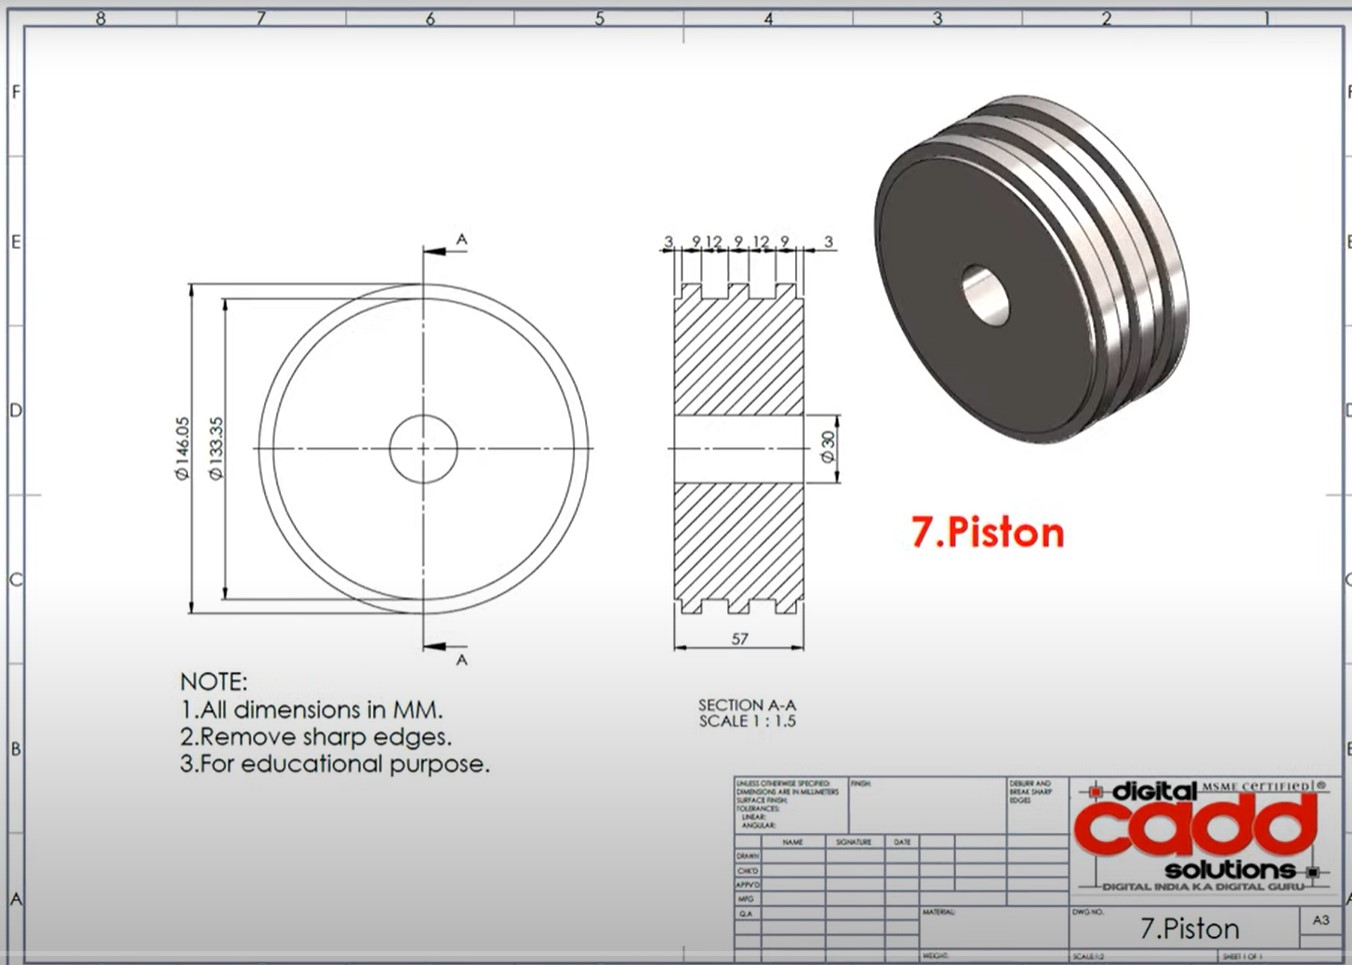 8 7 6 5 4 3 2 1
F
E
D
C
B
A
A
A
3 9 12 9 12 9 3
Ø146.05
Ø133.35
Ø30
57
7.Piston
NOTE:
1.All dimensions in MM.
2.Remove sharp edges.
3.For educational purpose.
SECTION A-A
SCALE 1 : 1.5
UNLESS OTHERWISE SPECIFIED:
DIMENSIONS ARE IN MILLIMETERS
SURFACE FINISH:
TOLERANCES:
LINEAR:
ANGULAR:
FINISH:
DEBURR AND
BREAK SHARP
EDGES
NAME SIGNATURE DATE
DRAWN
CHK'D
APPV'D
MFG
Q.A
MATERIAL:
WEIGHT:
digital MSME CERTIFIED ®
cadd
solutions
DIGITAL INDIA KA DIGITAL GURU
DWG NO.
7.Piston
A3
SCALE:1:2
SHEET 1 OF 1